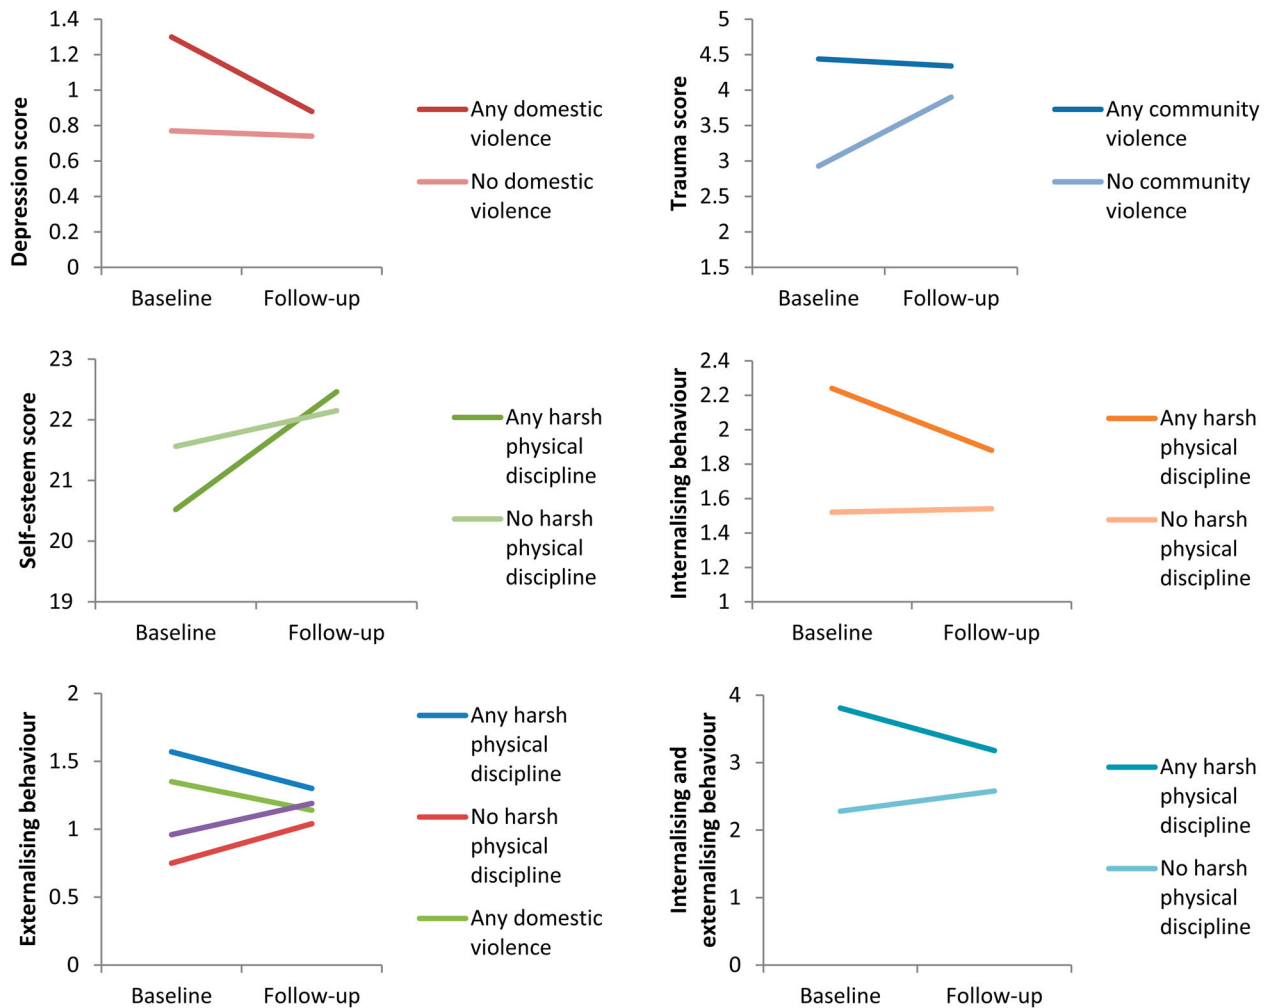 1.4
1.2
1
0.8
0.6
0.4
0.2
0
Depression score
Baseline
Follow-up
Any domestic
violence
No domestic
violence
5
4.5
4
3.5
3
2.5
2
1.5
Trauma score
Baseline
Follow-up
Any community
violence
No community
violence
23
22
21
20
19
Self-esteem score
Baseline
Follow-up
Any harsh
physical
discipline
No harsh
physical
discipline
2.4
2.2
2
1.8
1.6
1.4
1.2
1
Internalising behaviour
Baseline
Follow-up
Any harsh
physical
discipline
No harsh
physical
discipline
2
1.5
1
0.5
0
Externalising behaviour
Baseline
Follow-up
Any harsh
physical
discipline
No harsh
physical
discipline
Any domestic
violence
4
3
2
1
0
Internalising and
externalising behaviour
Baseline
Follow-up
Any harsh
physical
discipline
No harsh
physical
discipline